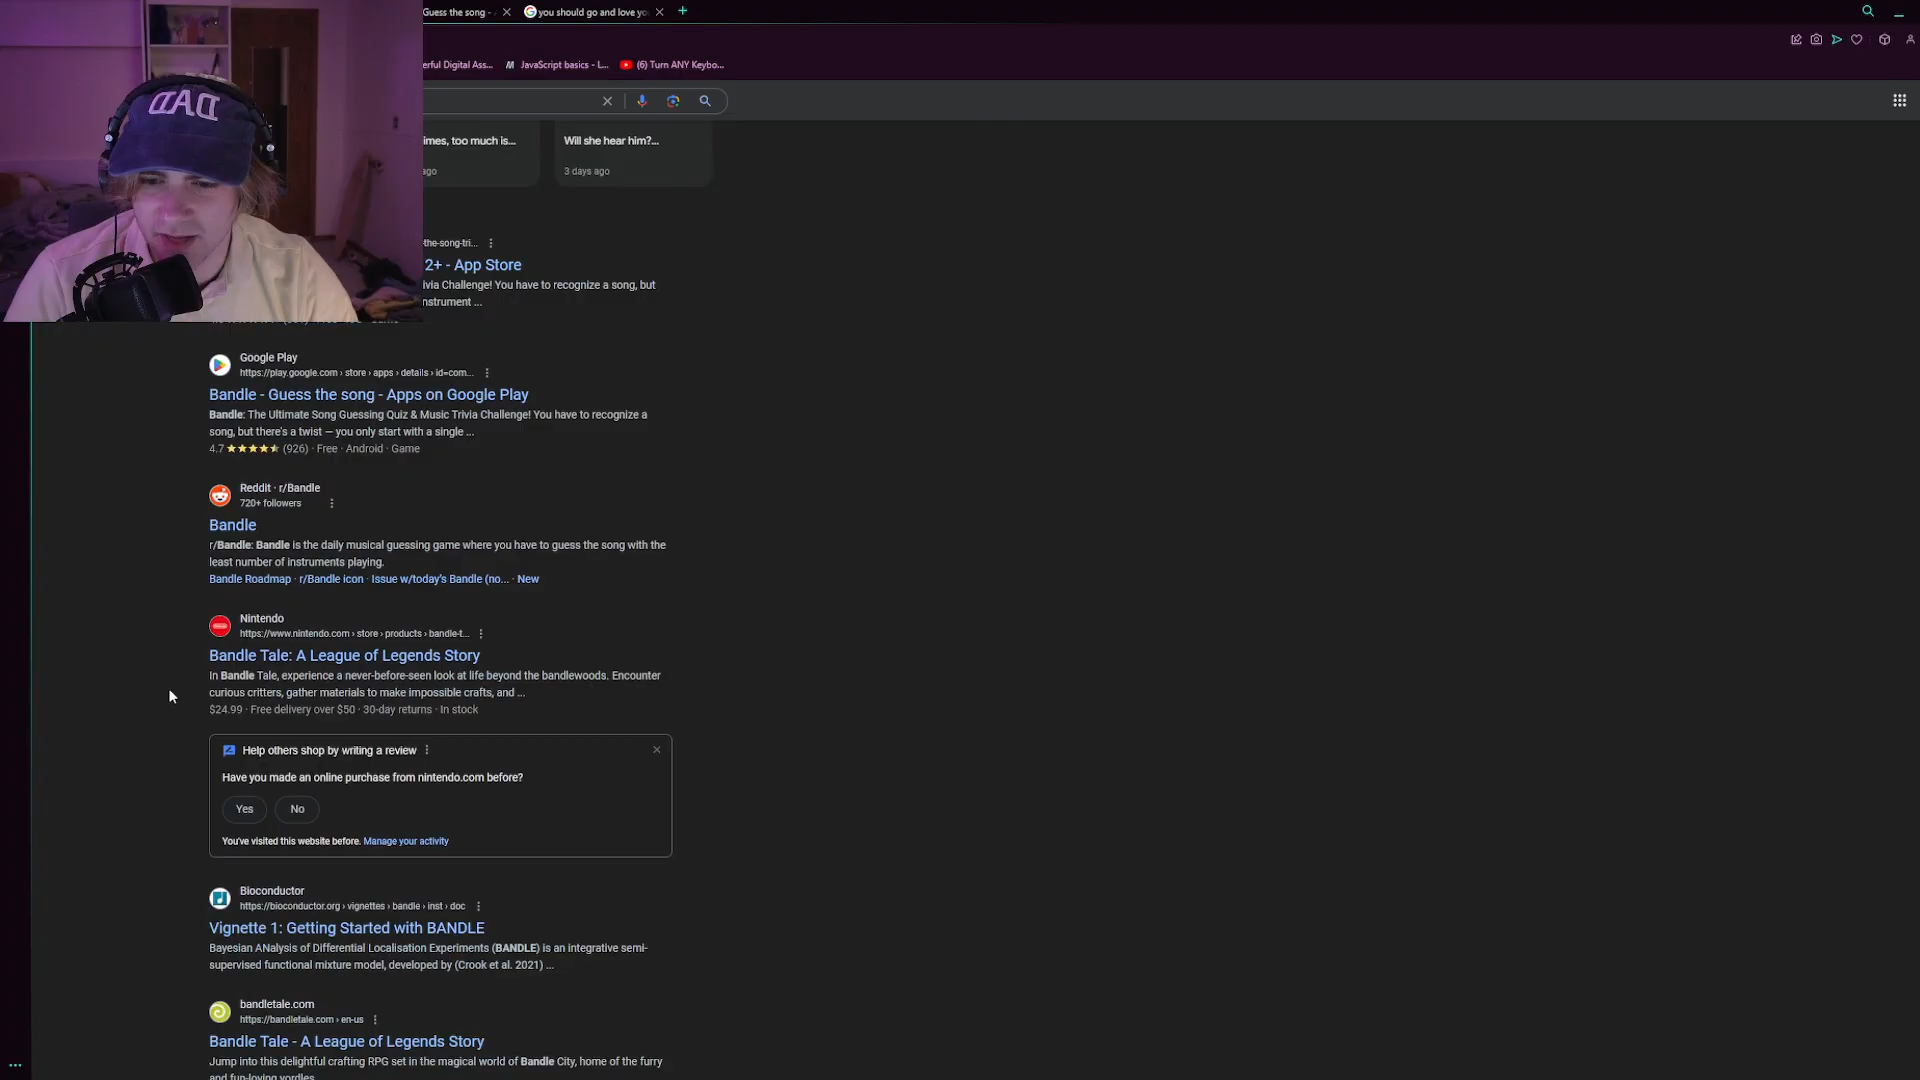 Guess the song -
you should go and love yo
erful Digital Ass...
JavaScript basics - L...
(6) Turn ANY Keybo...
DAD
imes, too much is...
Will she hear him?...
ago
3 days ago
-the-song-tri...
2+ - App Store
ivia Challenge! You have to recognize a song, but
nstrument ...
Google Play
https://play.google.com › store › apps › details › id=com...
Bandle - Guess the song - Apps on Google Play
Bandle: The Ultimate Song Guessing Quiz & Music Trivia Challenge! You have to recognize a
song, but there's a twist — you only start with a single ...
4.7 (926) · Free · Android · Game
Reddit · r/Bandle
720+ followers
Bandle
r/Bandle: Bandle is the daily musical guessing game where you have to guess the song with the
least number of instruments playing.
Bandle Roadmap · r/Bandle icon · Issue w/today's Bandle (no... · New
Nintendo
https://www.nintendo.com › store › products › bandle-t...
Bandle Tale: A League of Legends Story
In Bandle Tale, experience a never-before-seen look at life beyond the bandlewoods. Encounter
curious critters, gather materials to make impossible crafts, and ...
$24.99 · Free delivery over $50 · 30-day returns · In stock
Help others shop by writing a review
Have you made an online purchase from nintendo.com before?
Yes
No
You've visited this website before. Manage your activity
Bioconductor
https://bioconductor.org › vignettes › bandle › inst › doc
Vignette 1: Getting Started with BANDLE
Bayesian ANalysis of Differential Localisation Experiments (BANDLE) is an integrative semi-
supervised functional mixture model, developed by (Crook et al. 2021) ...
bandletale.com
https://bandletale.com › en-us
Bandle Tale - A League of Legends Story
Jump into this delightful crafting RPG set in the magical world of Bandle City, home of the furry
and fun-loving yordles.